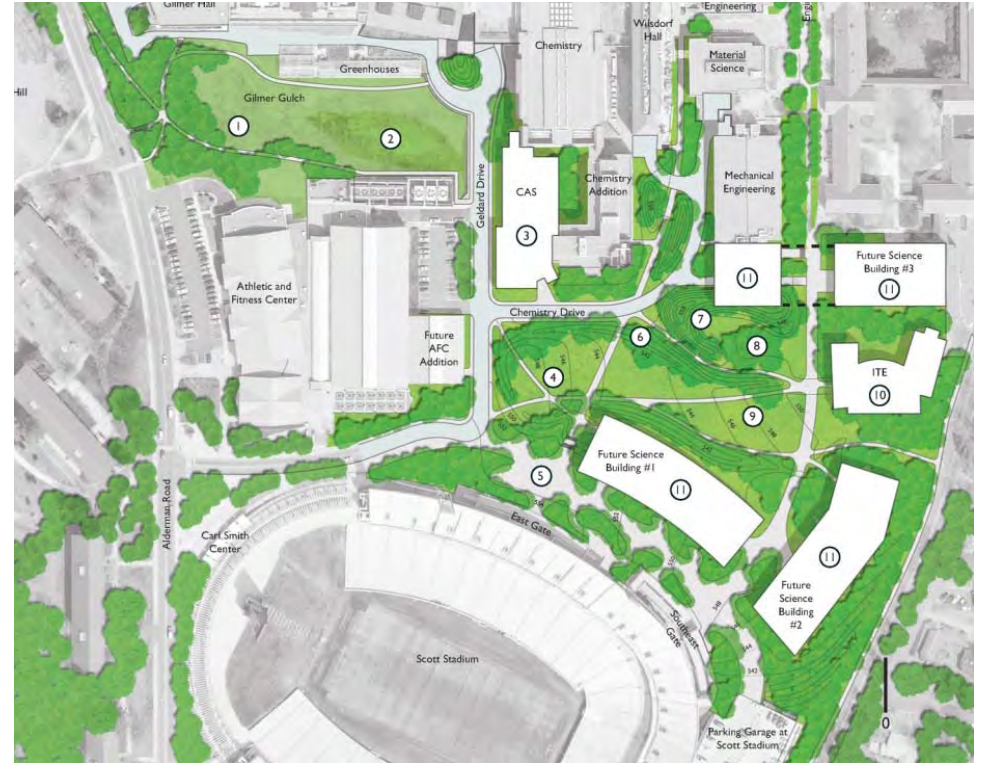 Gilmer Hall
Chemistry
Wilsdorf
Hall
Engineering
Material
Science
Greenhouses
Hill
Gilmer Gulch
1
2
Geldard Drive
CAS
3
Chemistry
Addition
Mechanical
Engineering
11
Future Science
Building #3
11
Athletic and
Fitness Center
Chemistry Drive
Future
AFC
Addition
7
6
8
4
ITE
10
9
Future Science
Building #1
11
5
East Gate
Alderman Road
Carl Smith
Center
11
Future
Science
Building
#2
Southeast
Gate
Scott Stadium
0
Parking Garage at
Scott Stadium